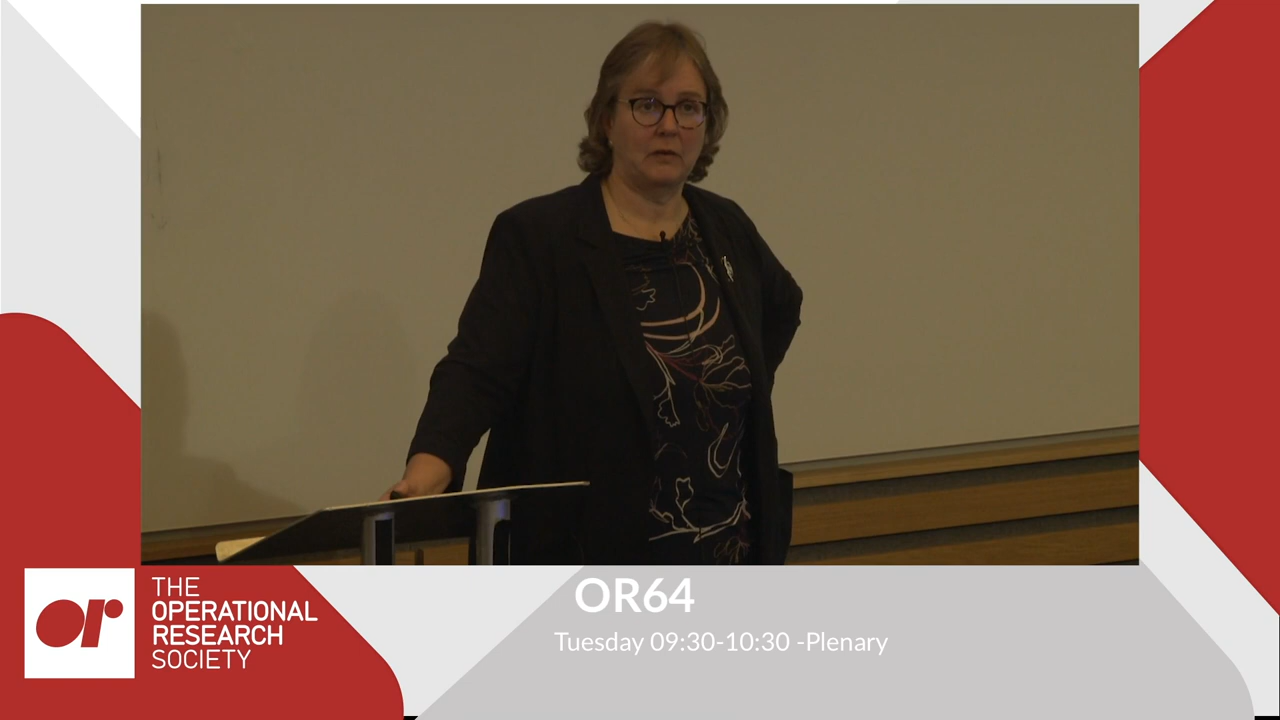 or
THE
OPERATIONAL
RESEARCH
SOCIETY
OR64
Tuesday 09:30-10:30 -Plenary